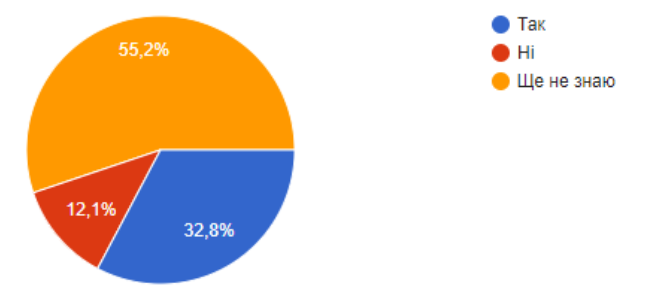 55,2%
12,1%
32,8%
Так
Ні
Ще не знаю